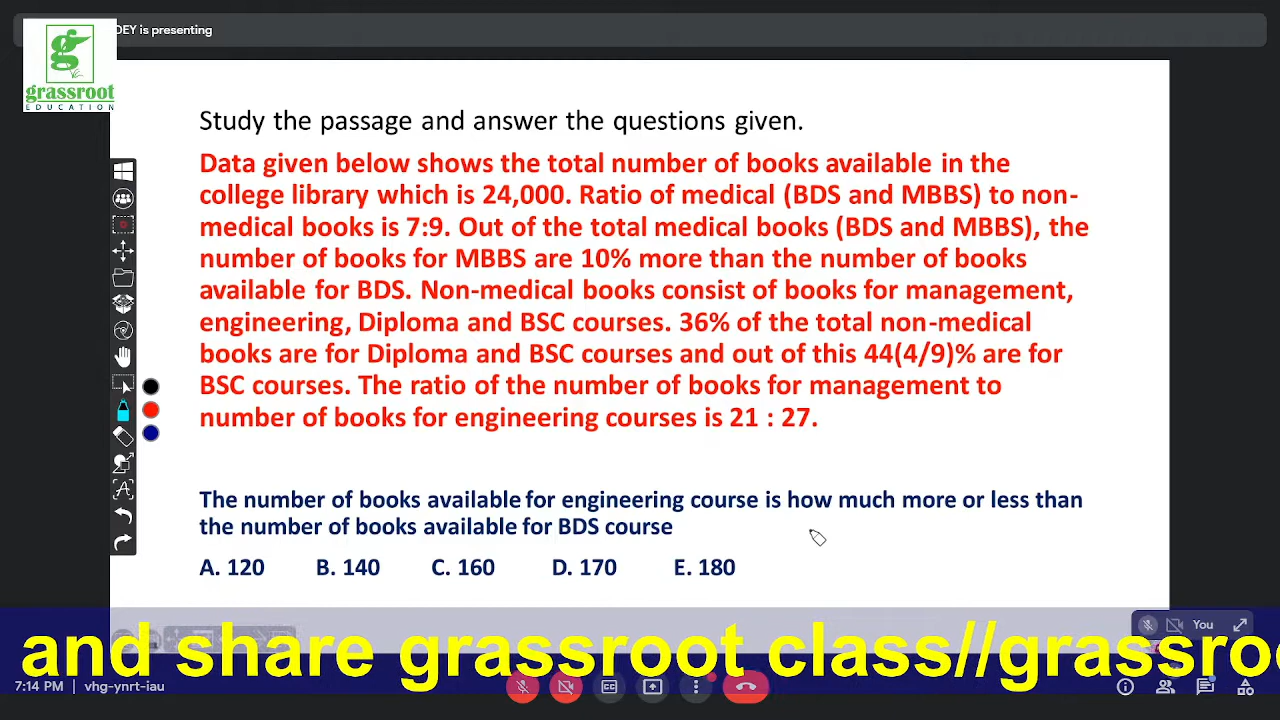 DEY is presenting
g
grassroot
EDUCATION
Study the passage and answer the questions given.
Data given below shows the total number of books available in the
college library which is 24,000. Ratio of medical (BDS and MBBS) to non-
medical books is 7:9. Out of the total medical books (BDS and MBBS), the
number of books for MBBS are 10% more than the number of books
available for BDS. Non-medical books consist of books for management,
engineering, Diploma and BSC courses. 36% of the total non-medical
books are for Diploma and BSC courses and out of this 44(4/9)% are for
BSC courses. The ratio of the number of books for management to
number of books for engineering courses is 21 : 27.
The number of books available for engineering course is how much more or less than
the number of books available for BDS course
A. 120 B. 140 C. 160 D. 170 E. 180
You
and share grassroot class//grassroo
7:14 PM | vhg-ynrt-iau